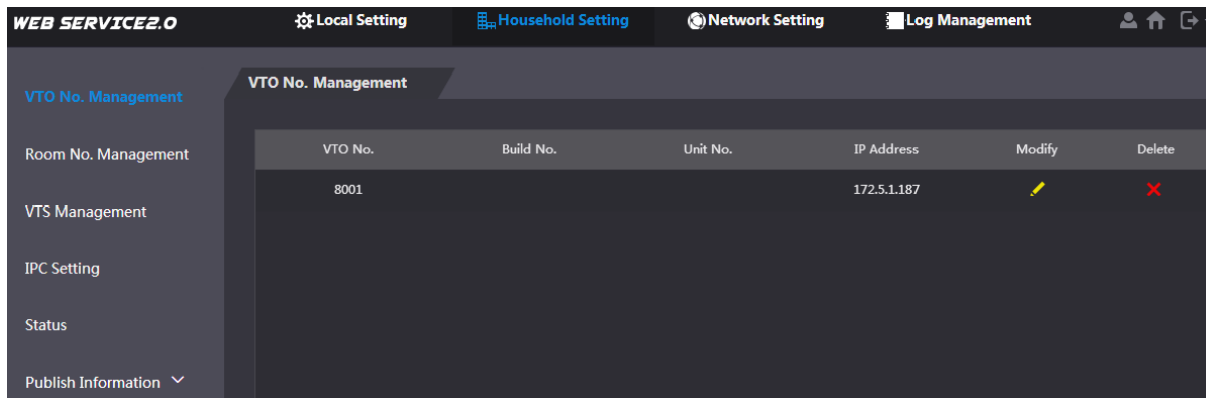 WEB SERVICE2.0 Local Setting Household Setting Network Setting Log Management
VTO No. Management
Room No. Management
VTS Management
IPC Setting
Status
Publish Information
VTO No. Management
VTO No. Build No. Unit No. IP Address Modify Delete
8001 172.5.1.187